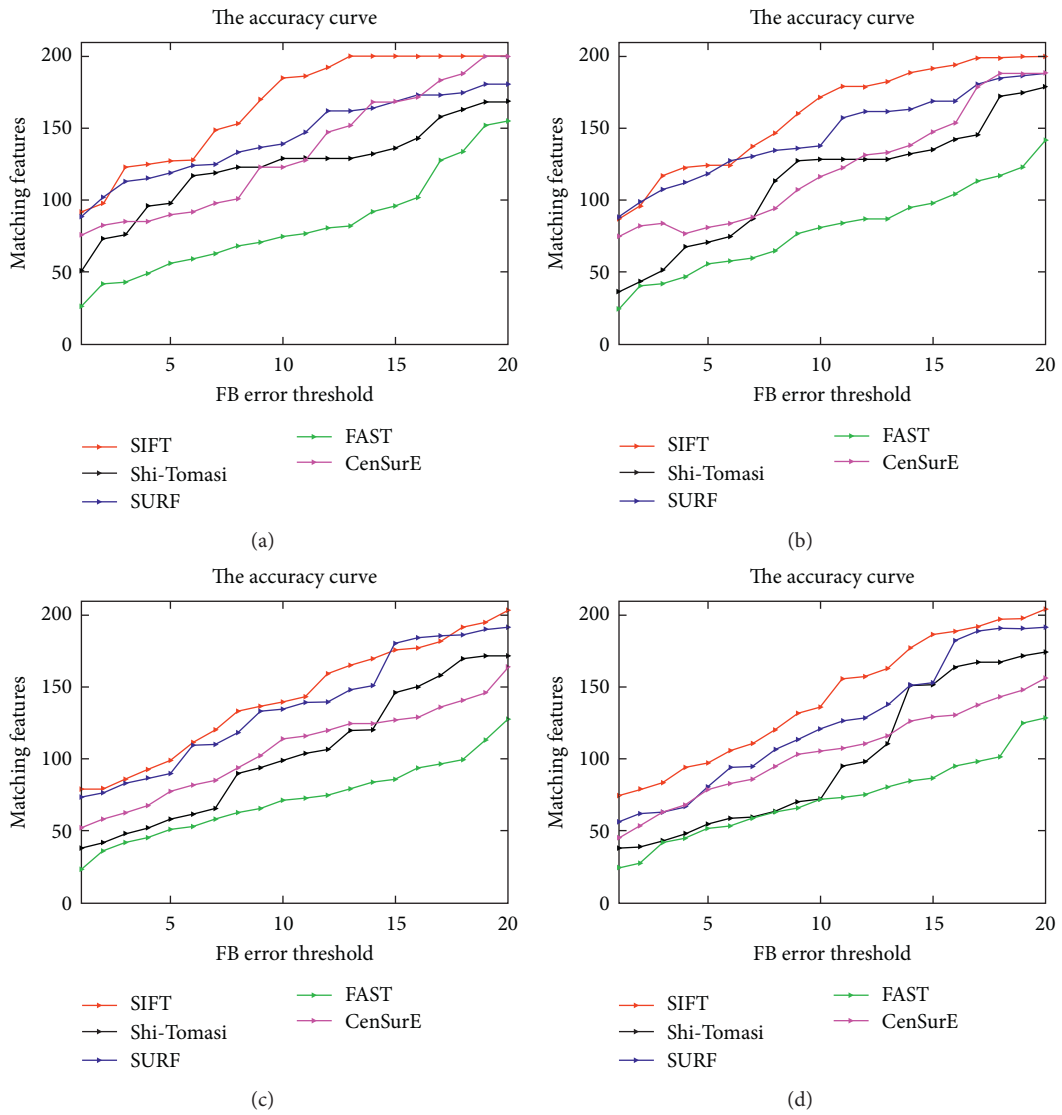 The accuracy curve
200
150
100
50
0
Matching features
5 10 15 20
FB error threshold
SIFT
Shi-Tomasi
SURF
FAST
CenSurE
(a)
The accuracy curve
200
150
100
50
0
Matching features
5 10 15 20
FB error threshold
SIFT
Shi-Tomasi
SURF
FAST
CenSurE
(b)
The accuracy curve
200
150
100
50
0
Matching features
5 10 15 20
FB error threshold
SIFT
Shi-Tomasi
SURF
FAST
CenSurE
(c)
The accuracy curve
200
150
100
50
0
Matching features
5 10 15 20
FB error threshold
SIFT
Shi-Tomasi
SURF
FAST
CenSurE
(d)